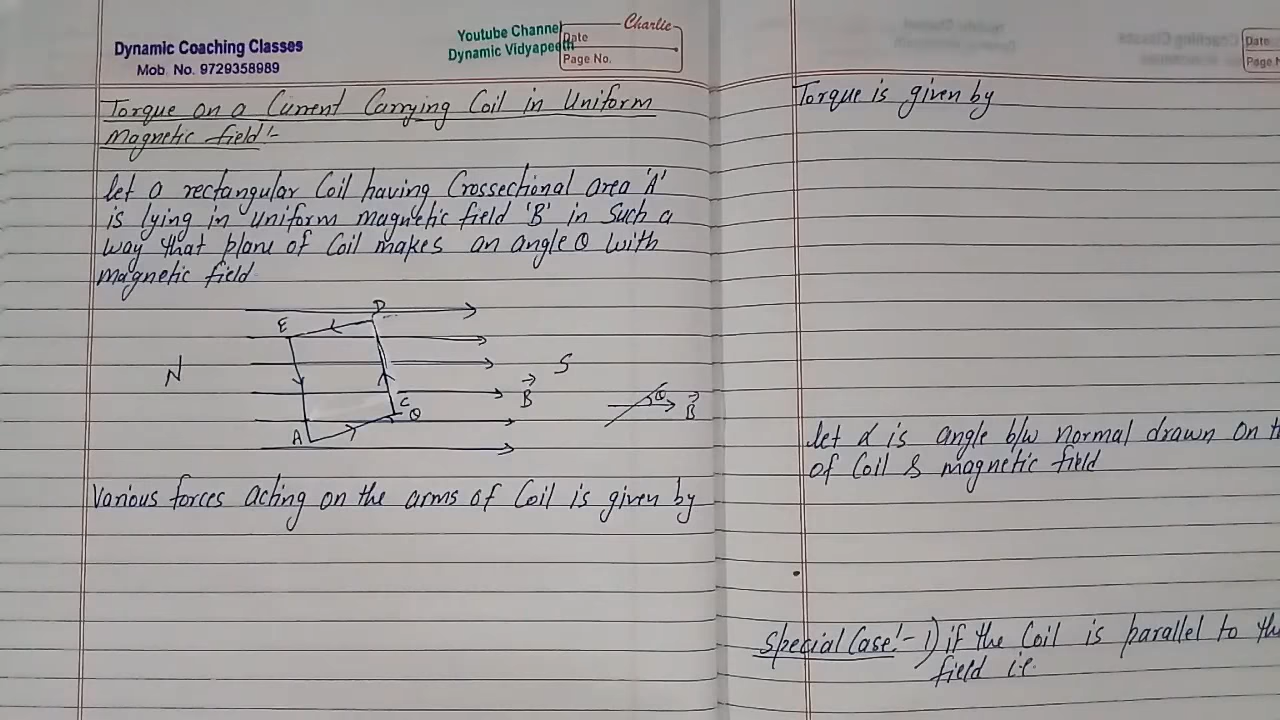 Dynamic Coaching Classes
Mob. No. 9729358989
Youtube Channel
Dynamic Vidyapeeth
Charlie
Date
Page No.
Torque on a Current Carrying Coil in Uniform
Magnetic field:-
let a rectangular Coil having Crossectional area 'A'
is lying in uniform magnetic field 'B' in Such a
way that plane of Coil makes an angle θ with
magnetic field.
N
E
D
C
θ
A
B
S
θ
B
Various forces acting on the arms of Coil is given by
Date
Page N
Torque is given by
let α is angle b/w normal drawn on
of Coil & magnetic field
Special Case:- 1) if the Coil is parallel to
field i.e.